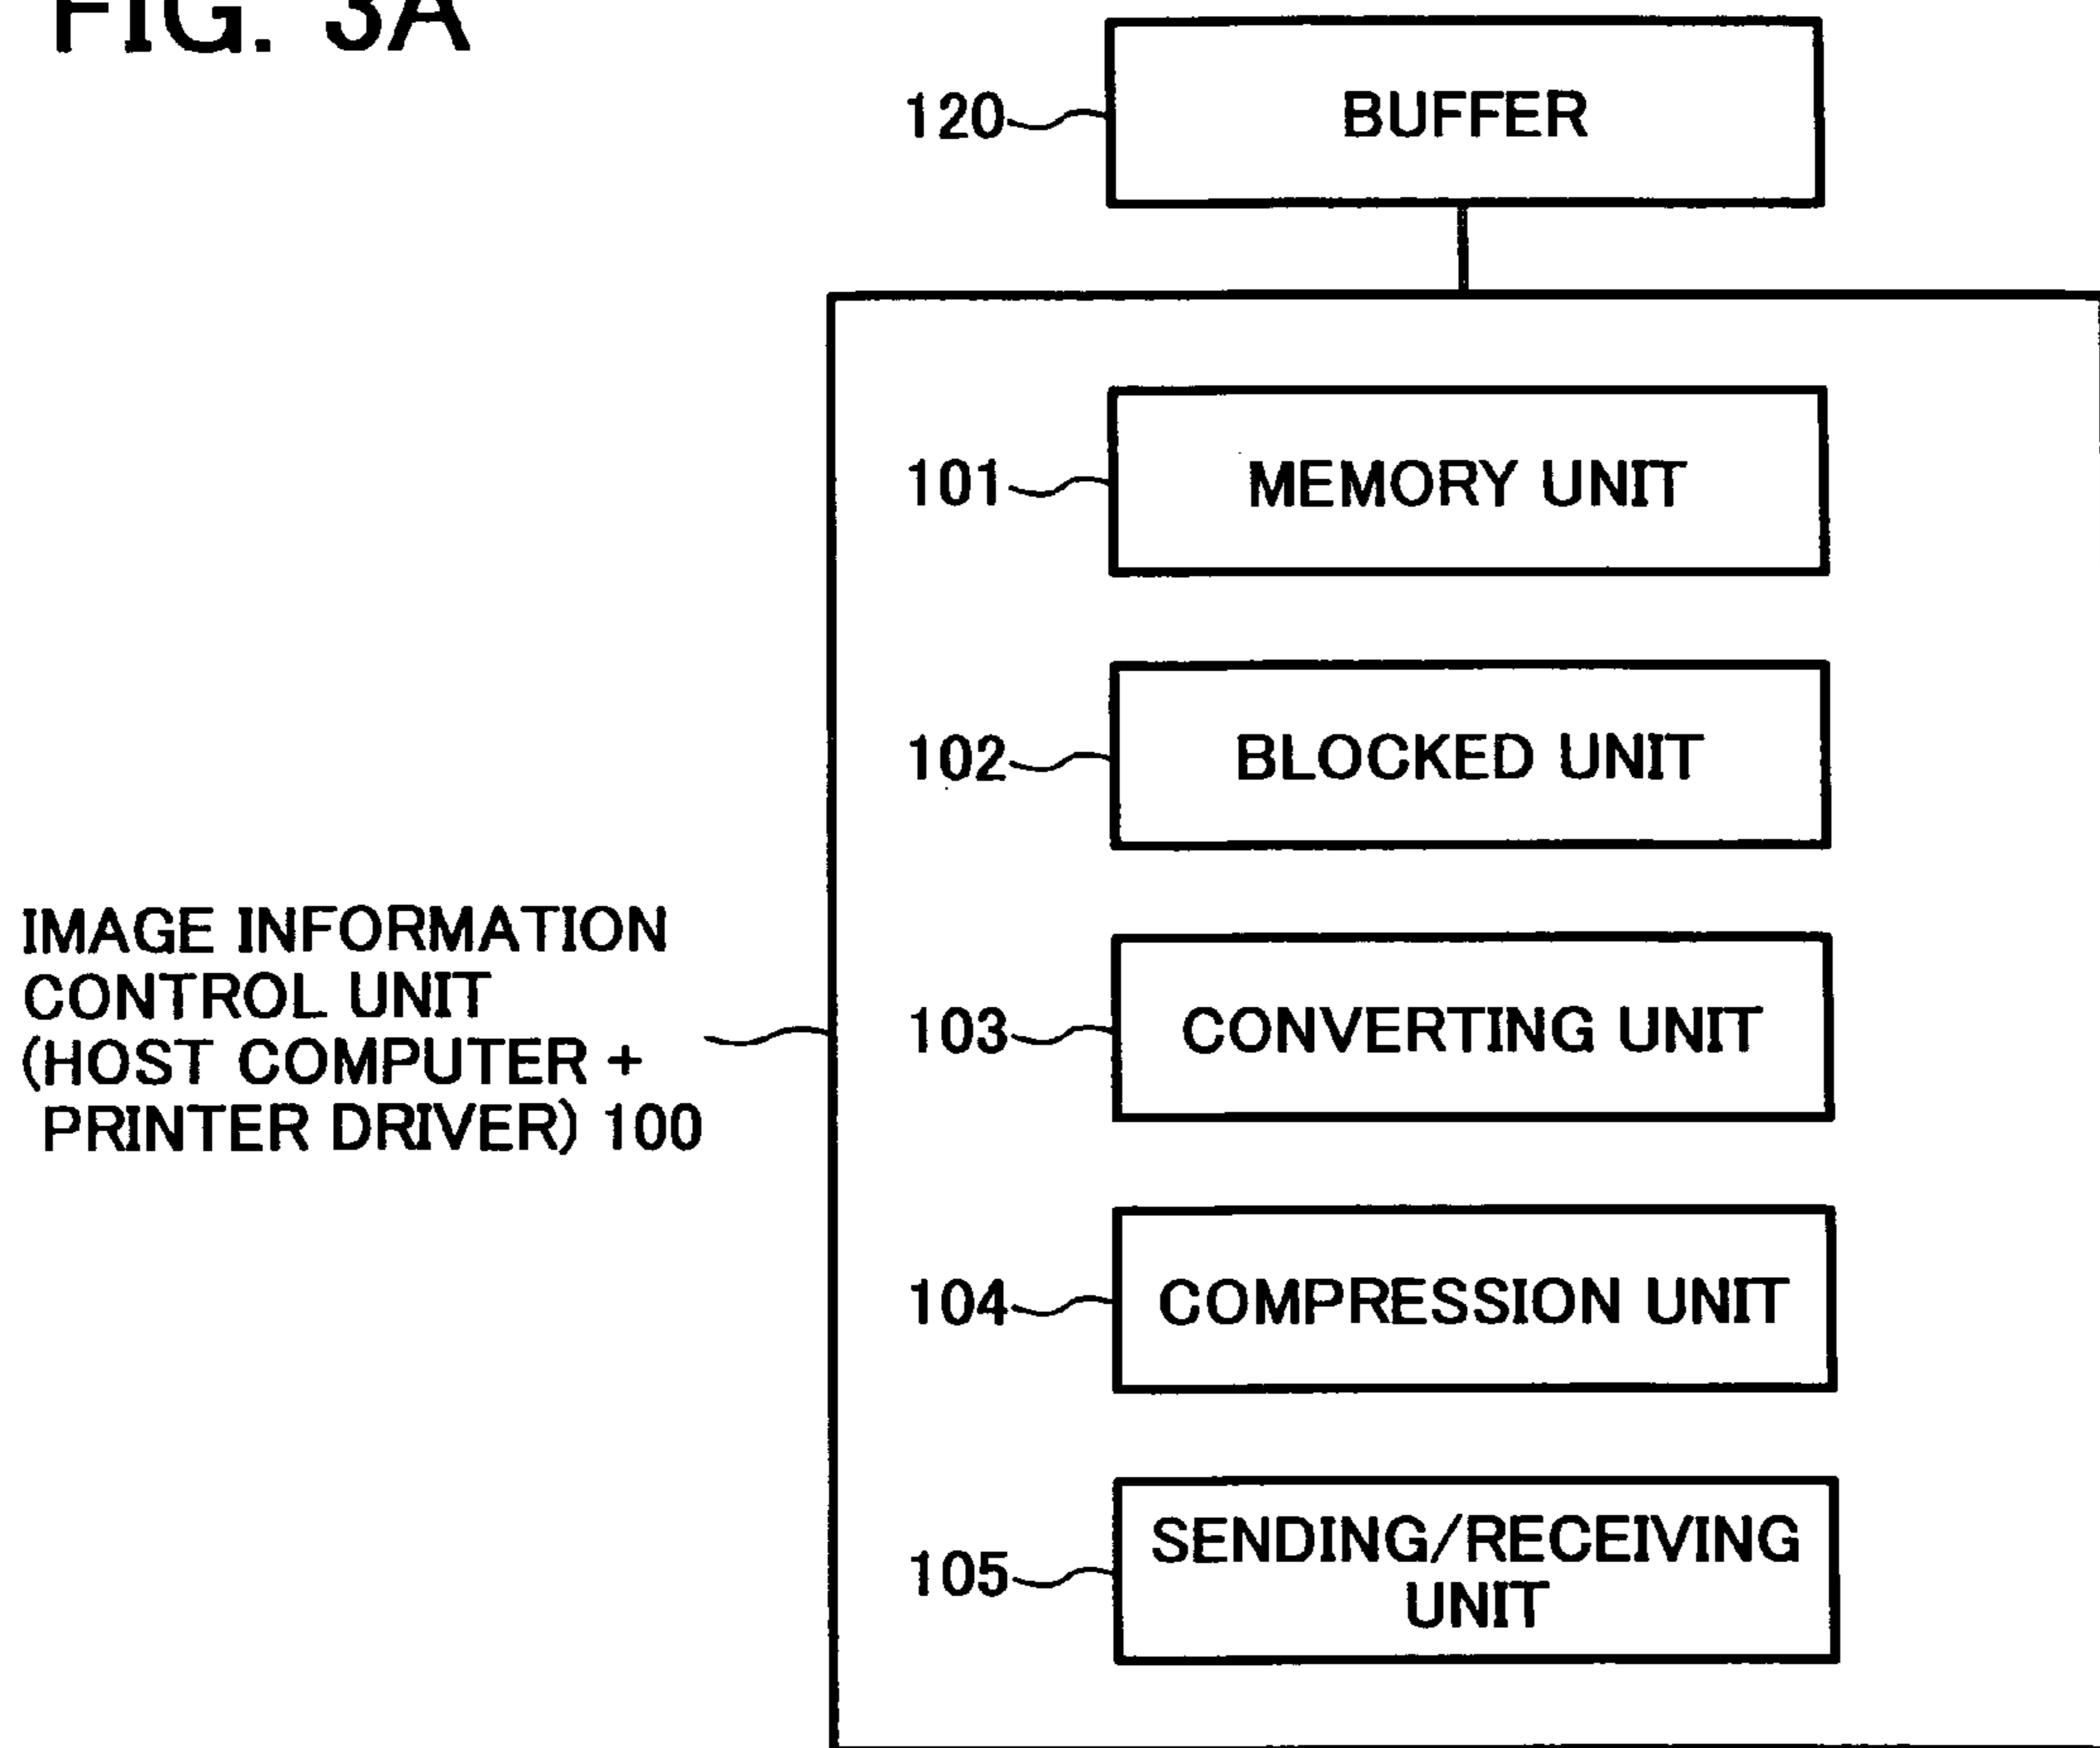 FIG. 3A
120
BUFFER
101
MEMORY UNIT
102
BLOCKED UNIT
IMAGE INFORMATION
CONTROL UNIT
(HOST COMPUTER +
PRINTER DRIVER) 100
103
CONVERTING UNIT
104
COMPRESSION UNIT
105
SENDING/RECEIVING
UNIT